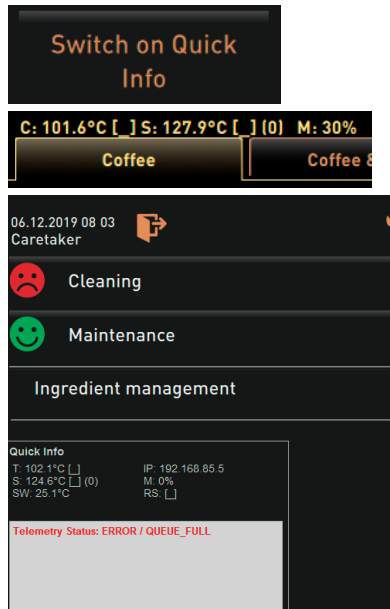 Switch on Quick
Info
C: 101.6°C [_] S: 127.9°C [_] (0) M: 30%
Coffee
Coffee &
06.12.2019 08 03
Caretaker
Cleaning
Maintenance
Ingredient management
Quick Info
T: 102.1°C [_] IP: 192.168.85.5
S: 124.6°C [_] (0) M: 0%
SW: 25.1°C RS: [_]
Telemetry Status: ERROR / QUEUE_FULL